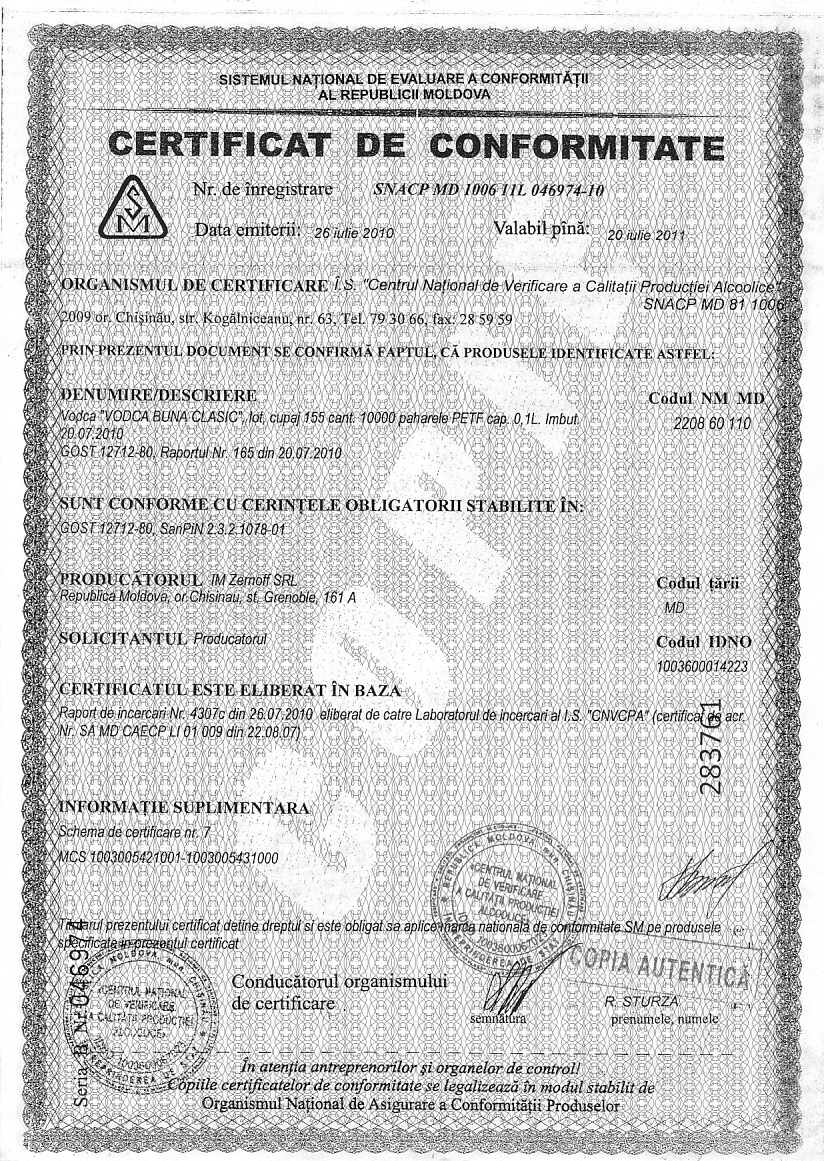 SISTEMUL NAȚIONAL DE EVALUARE A CONFORMITĂȚII
AL REPUBLICII MOLDOVA
CERTIFICAT DE CONFORMITATE
SM
Nr. de înregistrare SNACP MD 1006 11L 046974-10
Data emiterii: 26 iulie 2010 Valabil pînă: 20 iulie 2011
ORGANISMUL DE CERTIFICARE Î.S. "Centrul Național de Verificare a Calitații Producției Alcoolice"
SNACP MD 81 1006
2009 or. Chișinău, str. Kogălniceanu, nr. 63, Tel. 79 30 66, fax: 28 59 59
PRIN PREZENTUL DOCUMENT SE CONFIRMĂ FAPTUL, CĂ PRODUSELE IDENTIFICATE ASTFEL:
DENUMIRE/DESCRIERE Codul NM MD
Vodca "VODCA BUNA CLASIC", lot, cupaj 155 cant. 10000 paharele PETF cap. 0,1L. Imbut. 2208 60 110
20.07.2010
GOST 12712-80, Raportul Nr. 165 din 20.07.2010
SUNT CONFORME CU CERINȚELE OBLIGATORII STABILITE ÎN:
GOST 12712-80, SanPiN 2.3.2.1078-01
PRODUCĂTORUL IM Zernoff SRL Codul țării
Republica Moldova, or.Chisinau, st. Grenoble, 161 A
MD
SOLICITANTUL Producatorul Codul IDNO
1003600014223
CERTIFICATUL ESTE ELIBERAT ÎN BAZA
Raport de incercari Nr. 4307c din 26.07.2010 eliberat de catre Laboratorul de incercari al I.S. "CNVCPA" (certificat de acr.
Nr. SA MD CAECP LI 01 009 din 22.08.07)
283761
INFORMAȚIE SUPLIMENTARA
Schema de certificare nr. 7
MCS 1003005421001-1003005431000
COPIE
REPUBLICA MOLDOVA, mun. CHIȘINĂU
«CENTRUL NAȚIONAL
DE VERIFICARE
A CALITĂȚII PRODUCȚIEI
ALCOOLICE»
ÎNTREPRINDEREA DE STAT
Titularul prezentului certificat detine dreptul si este obligat sa aplice marca nationala de conformitate SM pe produsele
specificate in prezentul certificat
COPIA AUTENTICĂ
«CENTRUL NAȚIONAL
DE VERIFICARE
A CALITĂȚII PRODUCȚIEI
ALCOOLICE»
Conducătorul organismului
de certificare
semnătura
R. STURZA
prenumele, numele
Seria Nr. 046974
În atenția antreprenorilor și organelor de control!
Copiile certificatelor de conformitate se legalizează în modul stabilit de
Organismul Național de Asigurare a Conformității Produselor